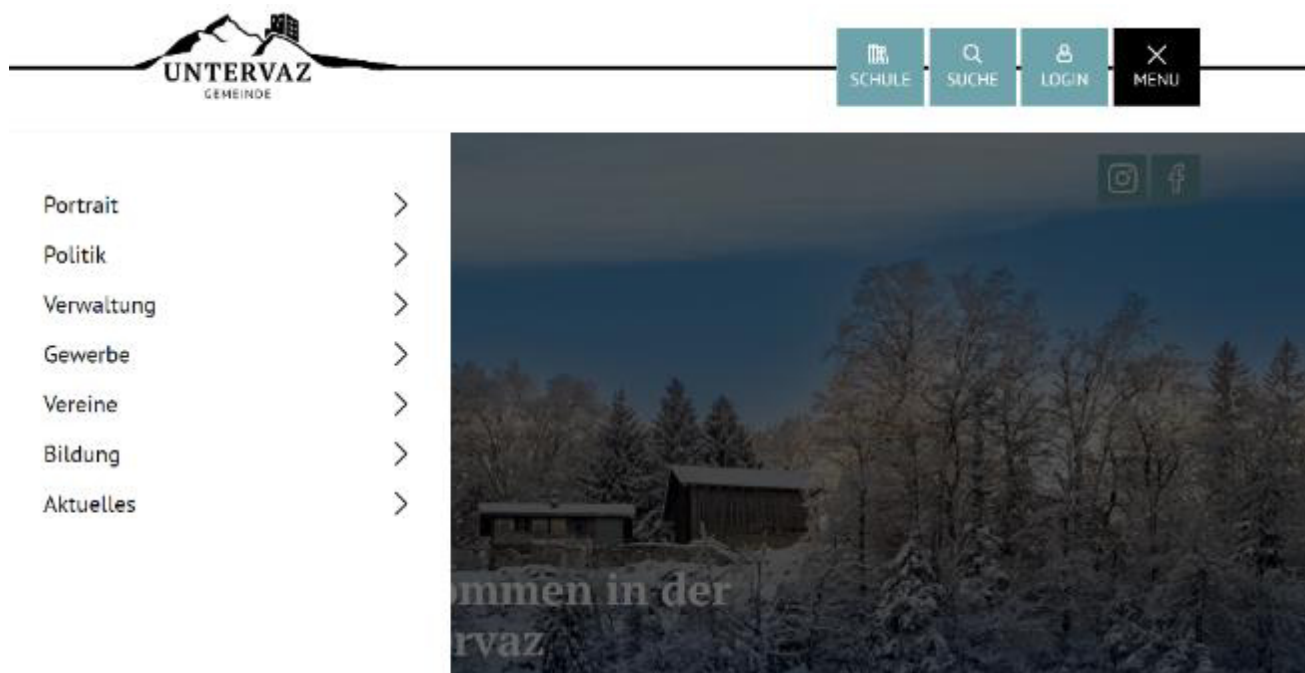 UNTERVAZ
GEMEINDE
SCHULE
SUCHE
LOGIN
MENU
Portrait
Politik
Verwaltung
Gewerbe
Vereine
Bildung
Aktuelles
ommen in der
rvaz